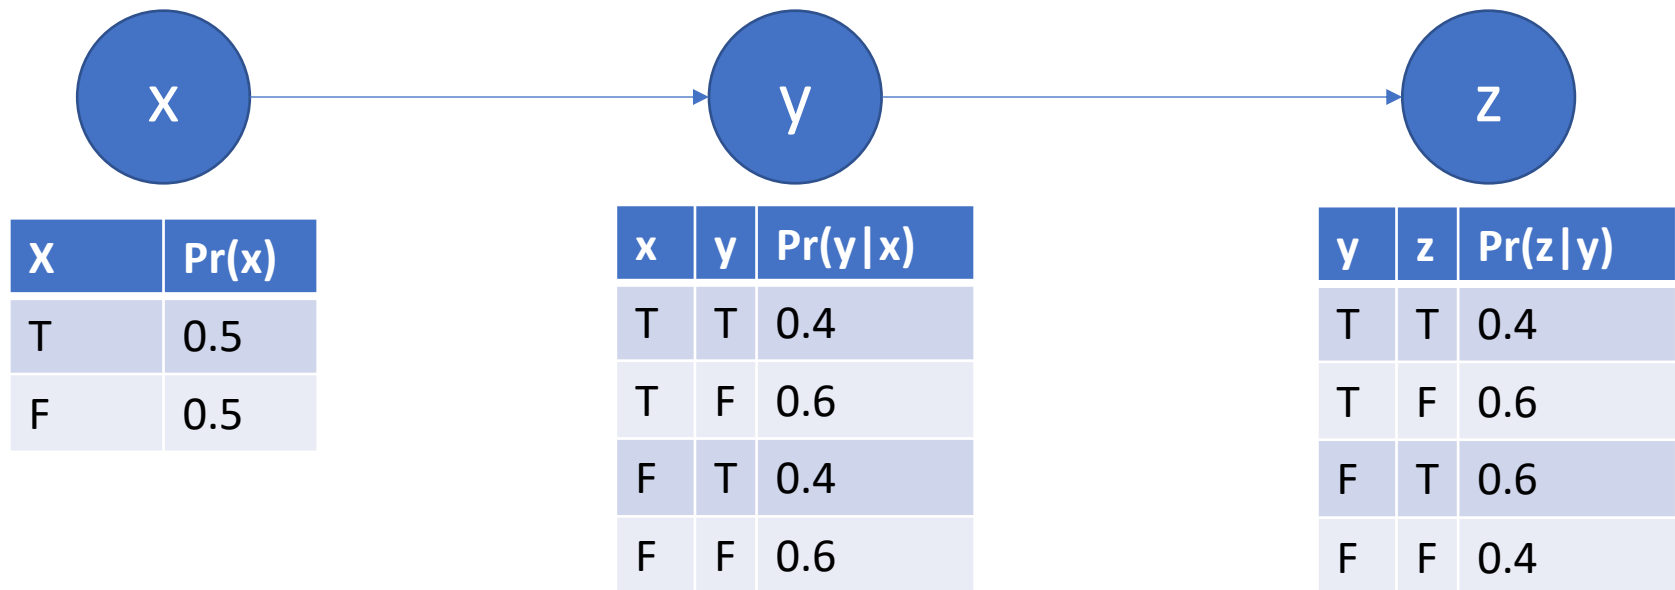 x y z
X Pr(x)
T 0.5
F 0.5
x y Pr(y|x)
T T 0.4
T F 0.6
F T 0.4
F F 0.6
y z Pr(z|y)
T T 0.4
T F 0.6
F T 0.6
F F 0.4